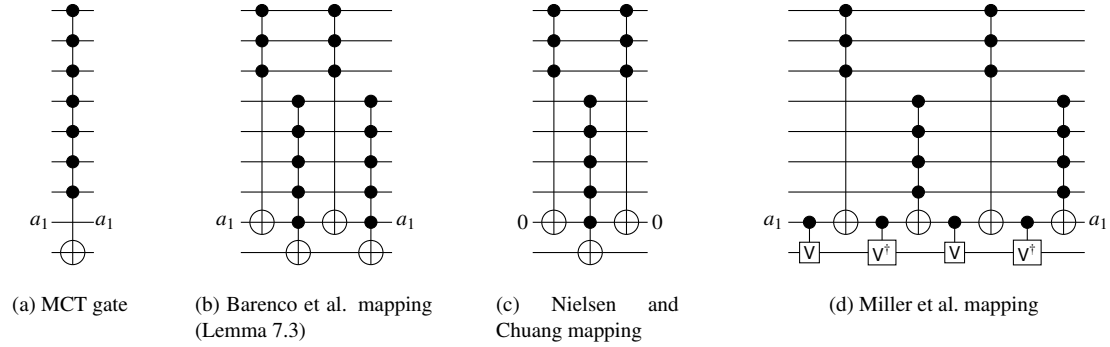 a₁ a₁ a₁ a₁ 0 0 a₁ a₁
V V† V V†
(a) MCT gate
(b) Barenco et al. mapping
(Lemma 7.3)
(c) Nielsen and
Chuang mapping
(d) Miller et al. mapping